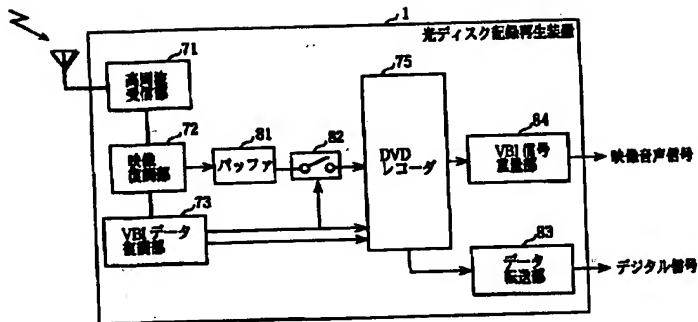 1
光ディスク記録再生装置
71
高周波
受信部
72
映像
復調部
73
VBIデータ
復調部
81
バッファ
82
75
DVD
レコーダ
84
VBI信号
重畳部
映像音声信号
83
データ
転送部
デジタル信号